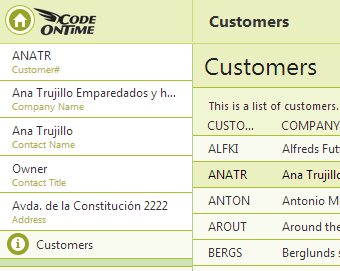 CODE
ONTIME
ANATR
Customer#
Ana Trujillo Emparedados y h...
Company Name
Ana Trujillo
Contact Name
Owner
Contact Title
Avda. de la Constitución 2222
Address
Customers
Customers
Customers
This is a list of customers.
CUSTO... COMPANY
ALFKI Alfreds Fut
ANATR Ana Trujillo
ANTON Antonio M
AROUT Around the
BERGS Berglunds s